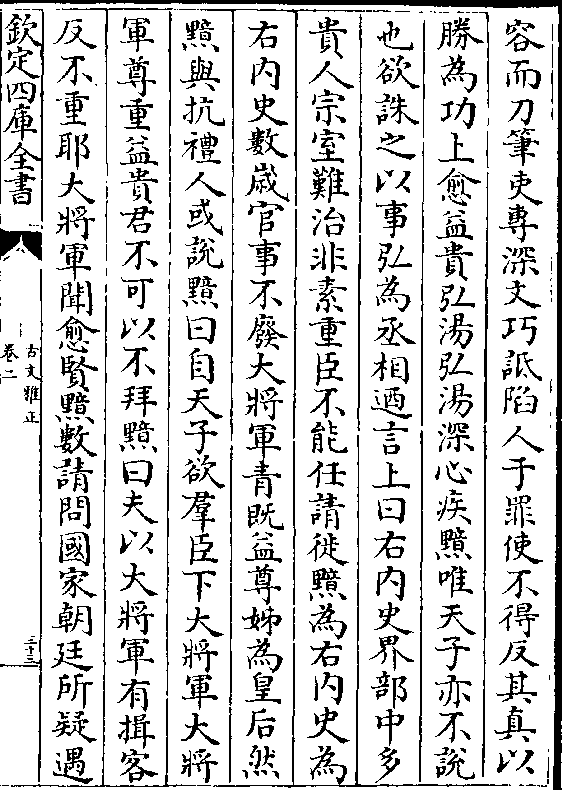 容而刀筆吏專深文巧詆陷人于罪使不得反其真以
勝為功上愈益貴弘湯弘湯深心疾黯唯天子亦不說
也欲誅之以事弘為丞相迺言上曰右内史界部中多
貴人宗室難治非素重臣不能任請徙黯為右内史為
右内史數嵗官事不廢大將軍青既益尊姊為皇后然
黯與抗禮人或說黯曰自天子欲羣臣下大將軍大將
軍尊重益貴君不可以不拜黯曰夫以大將軍有揖客
反不重耶大將軍聞愈賢黯數請問國家朝廷所疑遇
欽定四庫全書
古文雅正
卷二
三十三